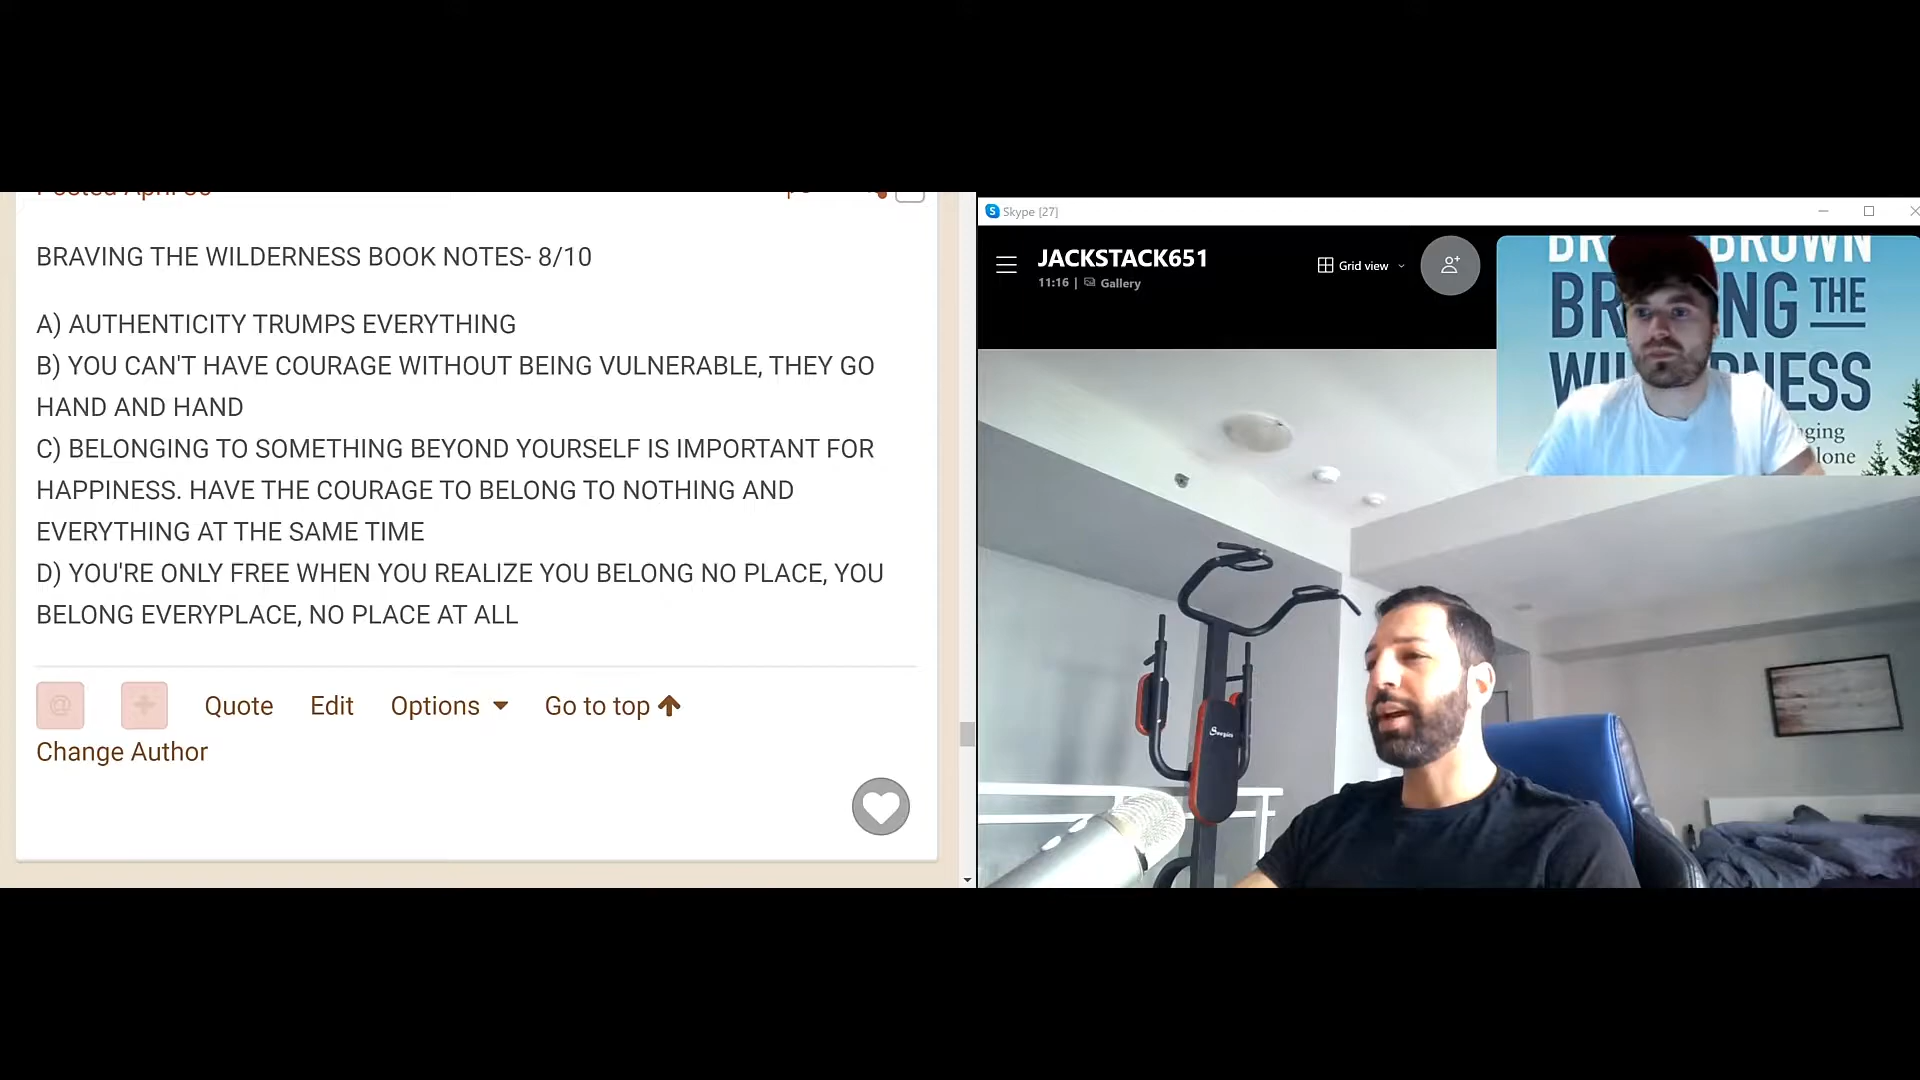 BRAVING THE WILDERNESS BOOK NOTES- 8/10
A) AUTHENTICITY TRUMPS EVERYTHING
B) YOU CAN'T HAVE COURAGE WITHOUT BEING VULNERABLE, THEY GO
HAND AND HAND
C) BELONGING TO SOMETHING BEYOND YOURSELF IS IMPORTANT FOR
HAPPINESS. HAVE THE COURAGE TO BELONG TO NOTHING AND
EVERYTHING AT THE SAME TIME
D) YOU'RE ONLY FREE WHEN YOU REALIZE YOU BELONG NO PLACE, YOU
BELONG EVERYPLACE, NO PLACE AT ALL
@ + Quote Edit Options Go to top
Change Author
S Skype [27]
JACKSTACK651
11:16 | Gallery
Grid view
BROWN
THE